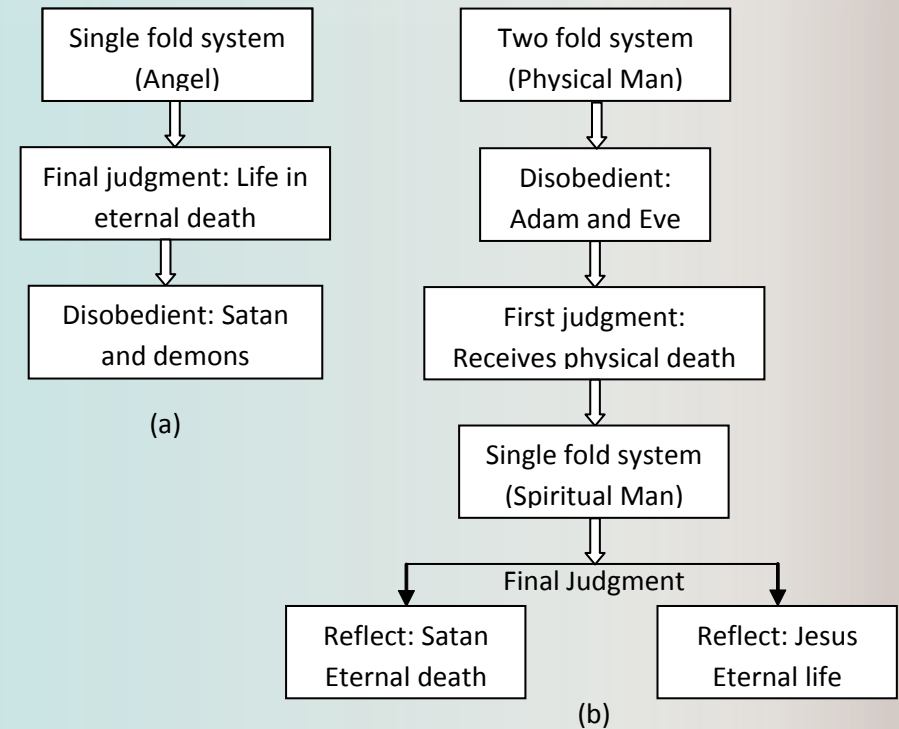 Single fold system
(Angel)
Final judgment: Life in
eternal death
Disobedient: Satan
and demons
(a)
Two fold system
(Physical Man)
Disobedient:
Adam and Eve
First judgment:
Receives physical death
Single fold system
(Spiritual Man)
Final Judgment
Reflect: Satan
Eternal death
Reflect: Jesus
Eternal life
(b)